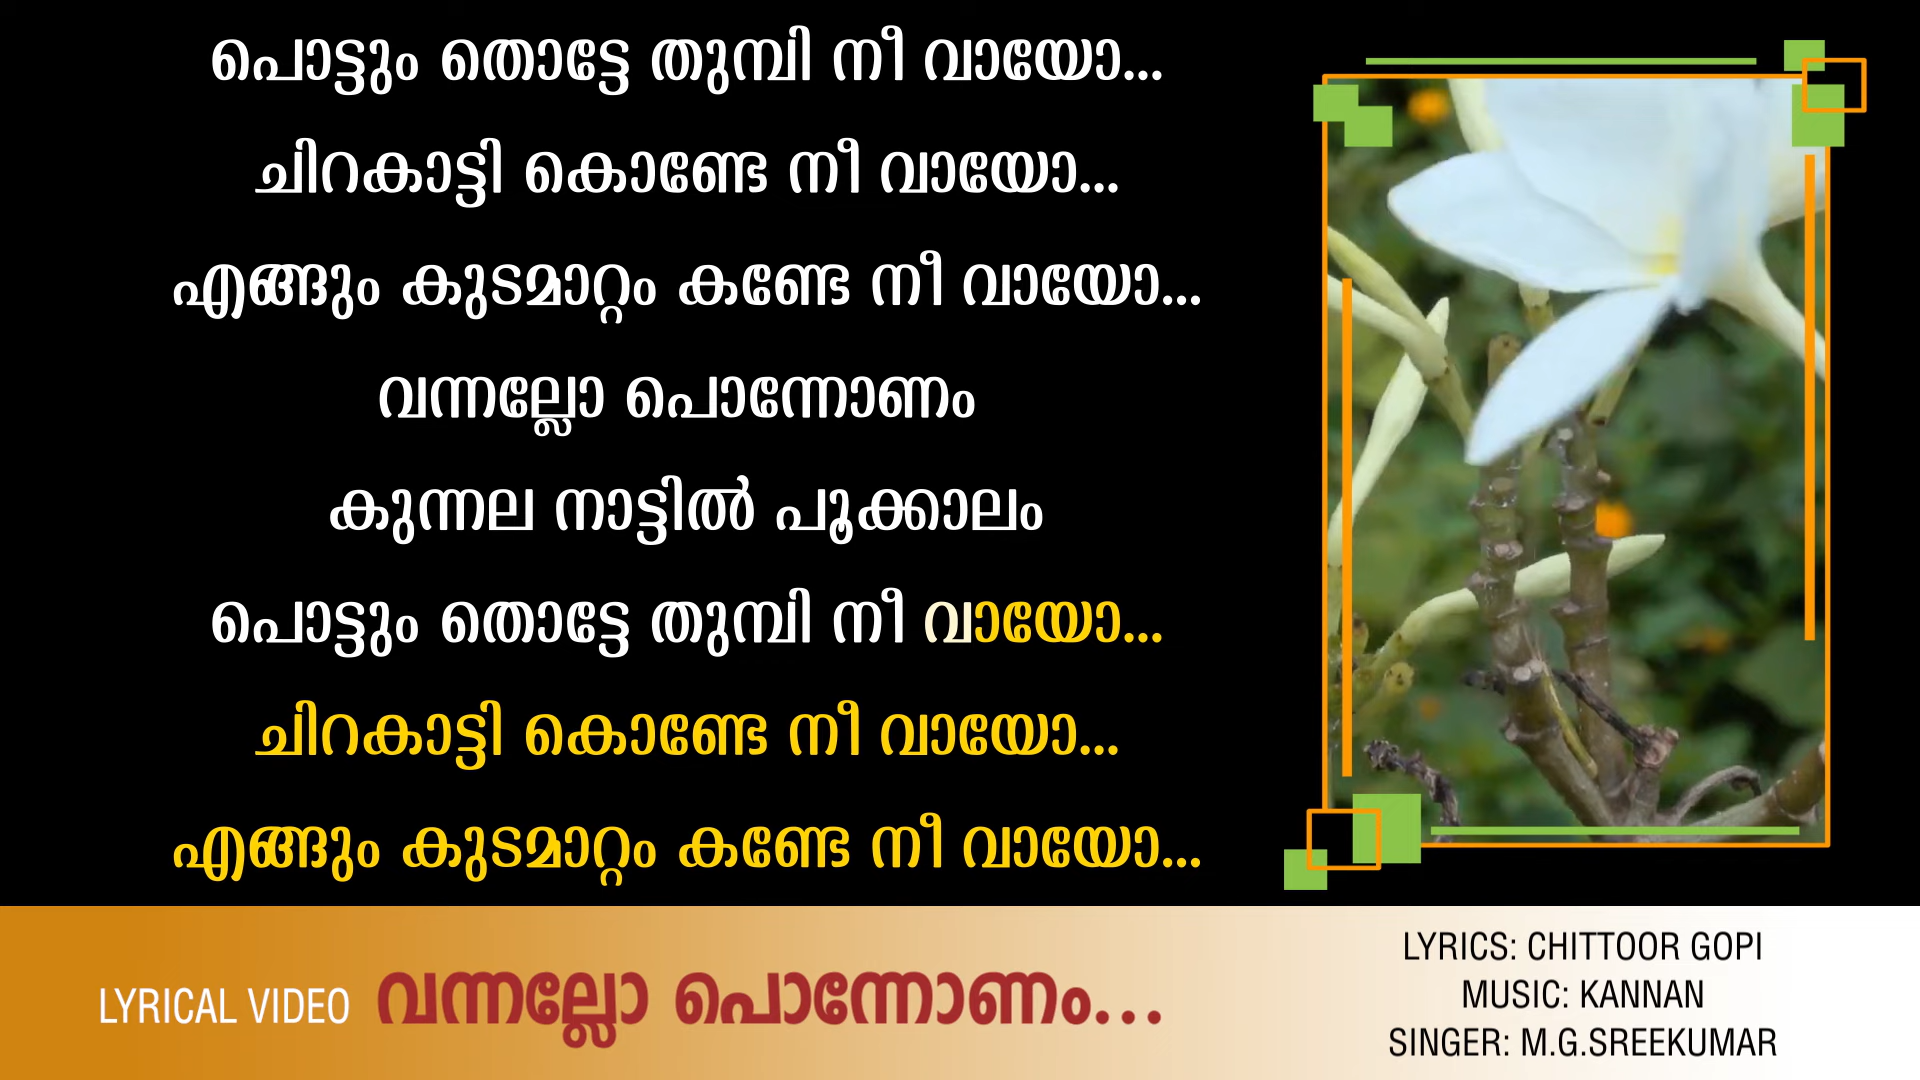 പൊട്ടും തൊട്ടേ തുമ്പി നീ വായോ...
ചിറകാട്ടി കൊണ്ടേ നീ വായോ...
എങ്ങും കുടമാറ്റം കണ്ടേ നീ വായോ...
വന്നല്ലോ പൊന്നോണം
കുന്നല നാട്ടിൽ പൂക്കാലം
പൊട്ടും തൊട്ടേ തുമ്പി നീ വായോ...
ചിറകാട്ടി കൊണ്ടേ നീ വായോ...
എങ്ങും കുടമാറ്റം കണ്ടേ നീ വായോ...
LYRICAL VIDEO വന്നല്ലോ പൊന്നോണം...
LYRICS: CHITTOOR GOPI
MUSIC: KANNAN
SINGER: M.G.SREEKUMAR